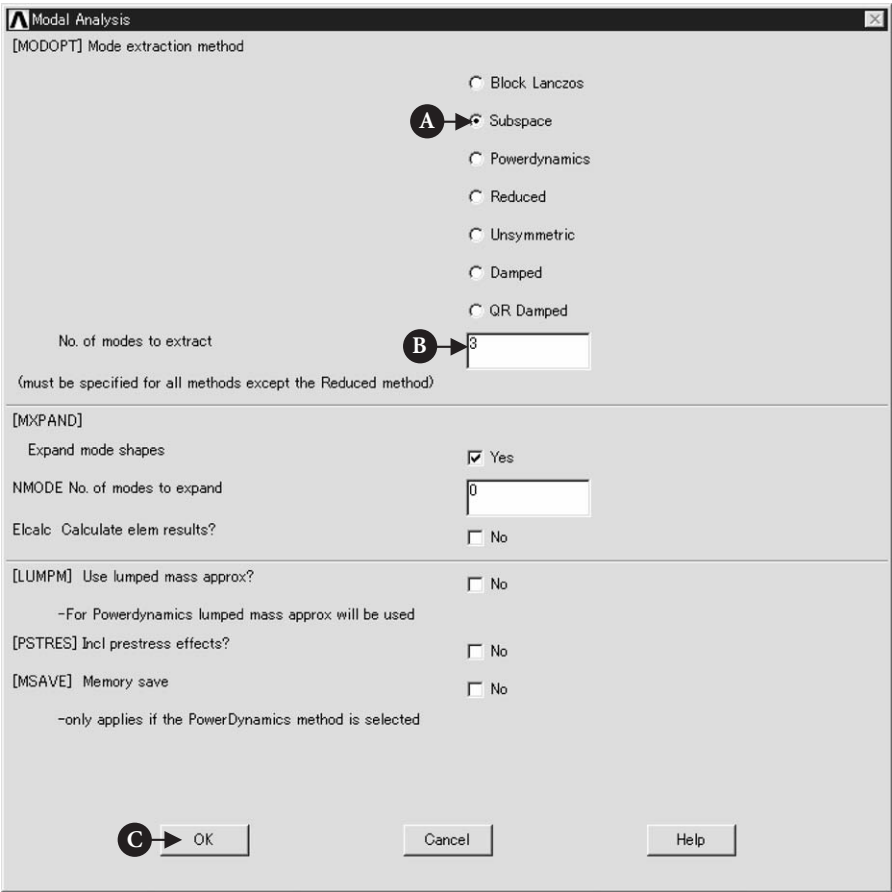 Modal Analysis
[MODOPT] Mode extraction method
Block Lanczos
A Subspace
Powerdynamics
Reduced
Unsymmetric
Damped
QR Damped
No. of modes to extract B 3
(must be specified for all methods except the Reduced method)
[MXPAND]
Expand mode shapes Yes
NMODE No. of modes to expand 0
Elcalc Calculate elem results? No
[LUMPM] Use lumped mass approx? No
-For Powerdynamics lumped mass approx will be used
[PSTRES] Incl prestress effects? No
[MSAVE] Memory save No
-only applies if the PowerDynamics method is selected
C OK Cancel Help